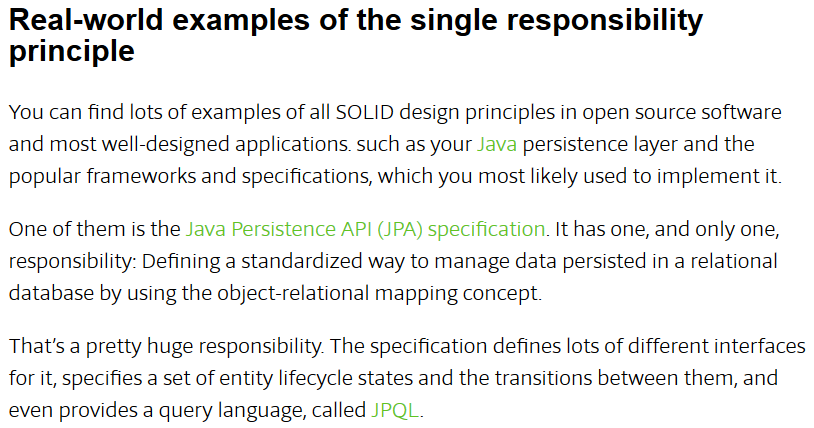 Real-world examples of the single responsibility
principle
You can find lots of examples of all SOLID design principles in open source software
and most well-designed applications. such as your Java persistence layer and the
popular frameworks and specifications, which you most likely used to implement it.
One of them is the Java Persistence API (JPA) specification. It has one, and only one,
responsibility: Defining a standardized way to manage data persisted in a relational
database by using the object-relational mapping concept.
That's a pretty huge responsibility. The specification defines lots of different interfaces
for it, specifies a set of entity lifecycle states and the transitions between them, and
even provides a query language, called JPQL.